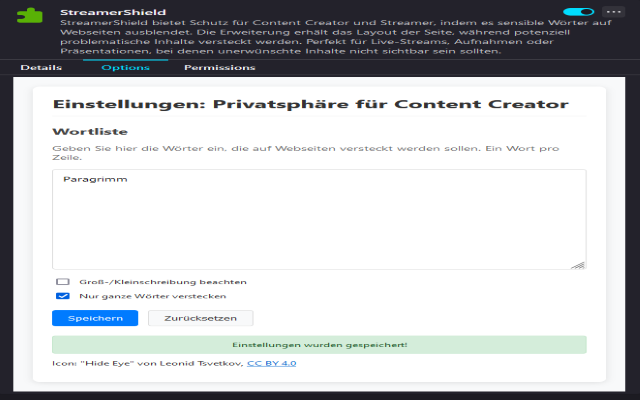 StreamerShield
StreamerShield bietet Schutz für Content Creator und Streamer, indem es sensible Wörter auf
Webseiten ausblendet. Die Erweiterung erhält das Layout der Seite, während potenziell
problematische Inhalte versteckt werden. Perfekt für Live-Streams, Aufnahmen oder
Präsentationen, bei denen unerwünschte Inhalte nicht sichtbar sein sollten.
Details Options Permissions
Einstellungen: Privatsphäre für Content Creator
Wortliste
Geben Sie hier die Wörter ein, die auf Webseiten versteckt werden sollen. Ein Wort pro
Zeile.
Paragrimm
Groß-/Kleinschreibung beachten
Nur ganze Wörter verstecken
Speichern Zurücksetzen
Einstellungen wurden gespeichert!
Icon: "Hide Eye" von Leonid Tsvetkov, CC BY 4.0